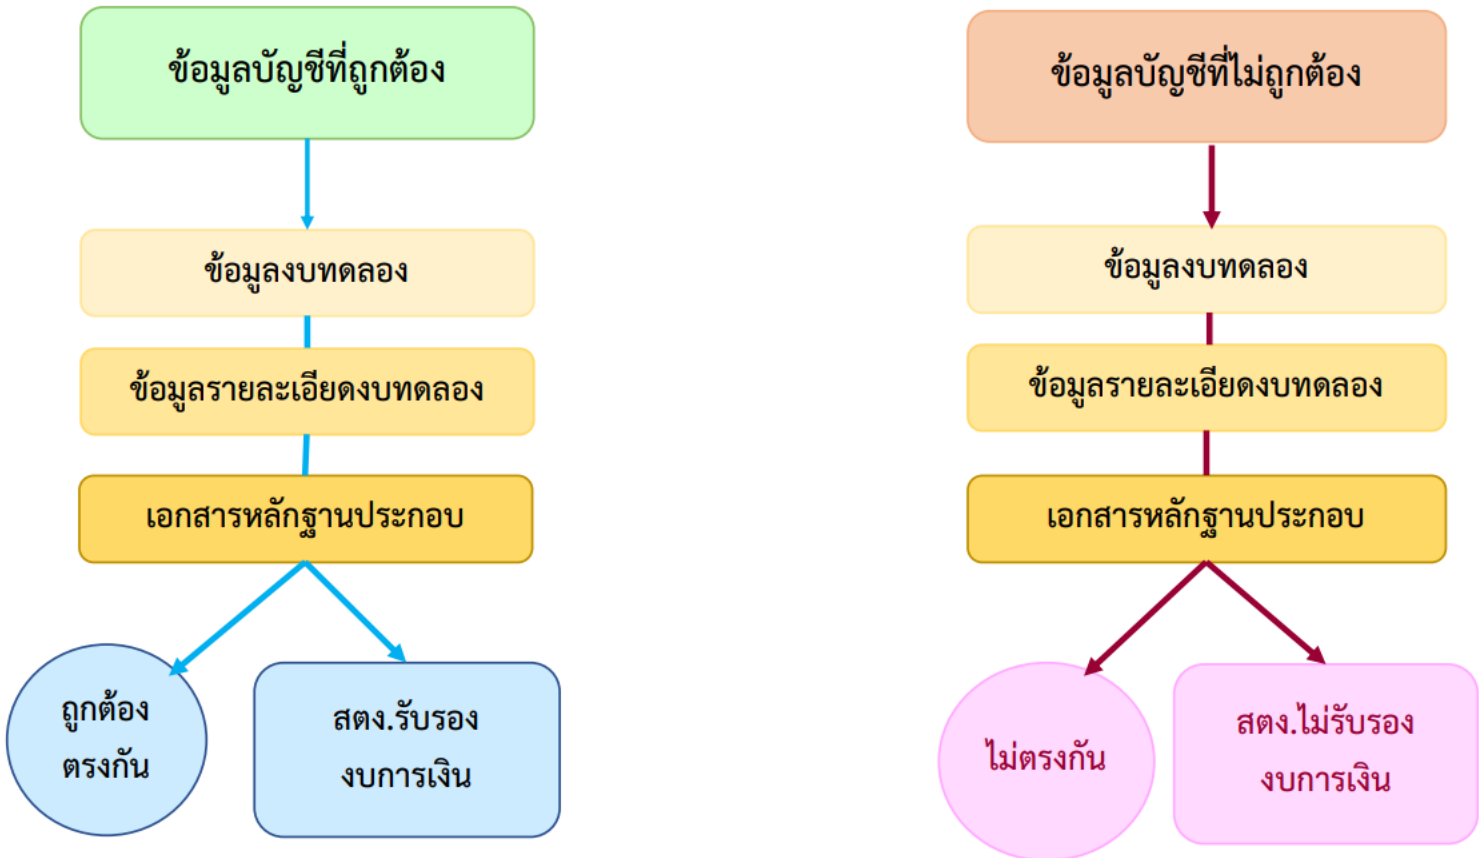 ข้อมูลบัญชีที่ถูกต้อง
ข้อมูลงบทดลอง
ข้อมูลรายละเอียดงบทดลอง
เอกสารหลักฐานประกอบ
ถูกต้อง
ตรงกัน
สตง.รับรอง
งบการเงิน
ข้อมูลบัญชีที่ไม่ถูกต้อง
ข้อมูลงบทดลอง
ข้อมูลรายละเอียดงบทดลอง
เอกสารหลักฐานประกอบ
ไม่ตรงกัน
สตง.ไม่รับรอง
งบการเงิน